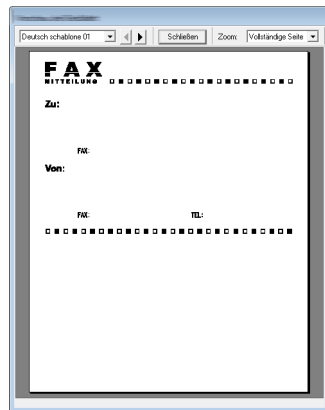 Deutsch schablone 01 Schließen Zoom: Vollständige Seite
FAX
MITTEILUNG
Zu:
FAX:
Von:
FAX: TEL: